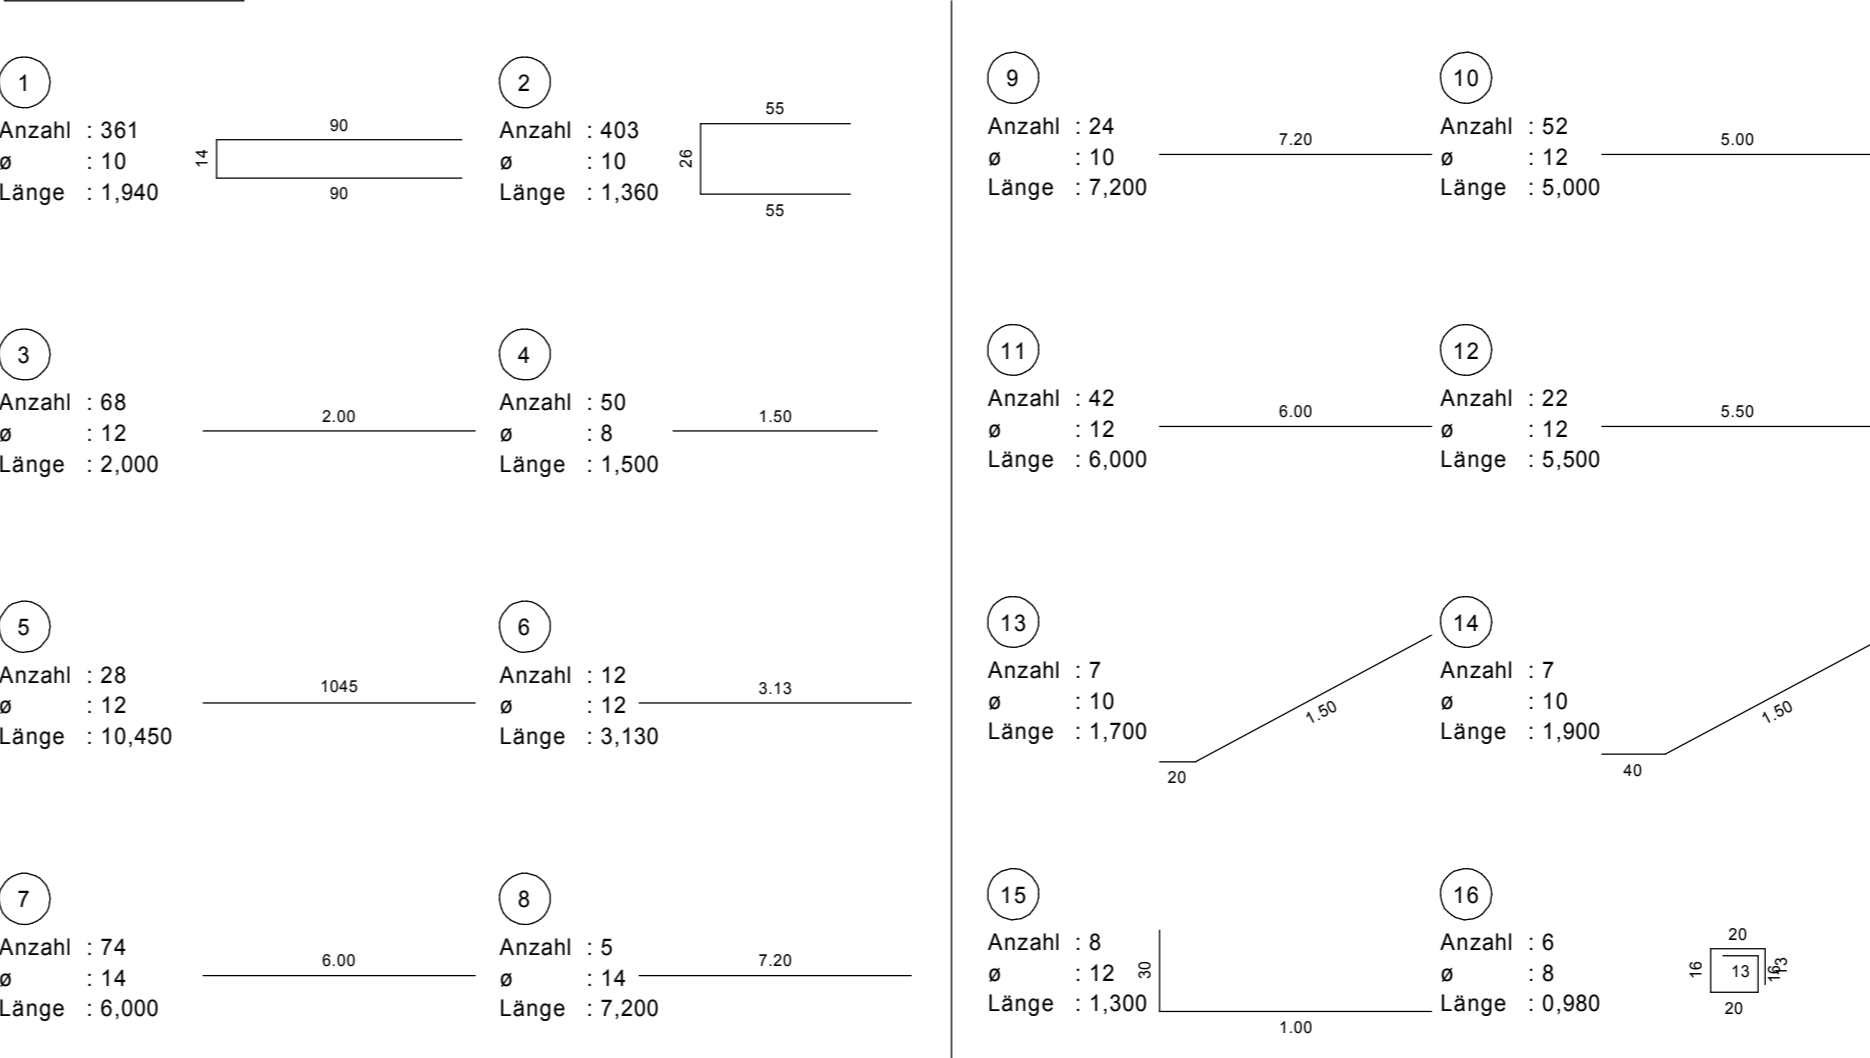 1
Anzahl : 361
ø : 10
Länge : 1,940
90
14
90
2
Anzahl : 403
ø : 10
Länge : 1,360
55
26
55
3
Anzahl : 68
ø : 12
Länge : 2,000
2.00
4
Anzahl : 50
ø : 8
Länge : 1,500
1.50
5
Anzahl : 28
ø : 12
Länge : 10,450
1045
6
Anzahl : 12
ø : 12
Länge : 3,130
3.13
7
Anzahl : 74
ø : 14
Länge : 6,000
6.00
8
Anzahl : 5
ø : 14
Länge : 7,200
7.20
9
Anzahl : 24
ø : 10
Länge : 7,200
7.20
10
Anzahl : 52
ø : 12
Länge : 5,000
5.00
11
Anzahl : 42
ø : 12
Länge : 6,000
6.00
12
Anzahl : 22
ø : 12
Länge : 5,500
5.50
13
Anzahl : 7
ø : 10
Länge : 1,700
1.50
20
14
Anzahl : 7
ø : 10
Länge : 1,900
1.50
40
15
Anzahl : 8
ø : 12
Länge : 1,300
30
1.00
16
Anzahl : 6
ø : 8
Länge : 0,980
20
16
13
16
13
20